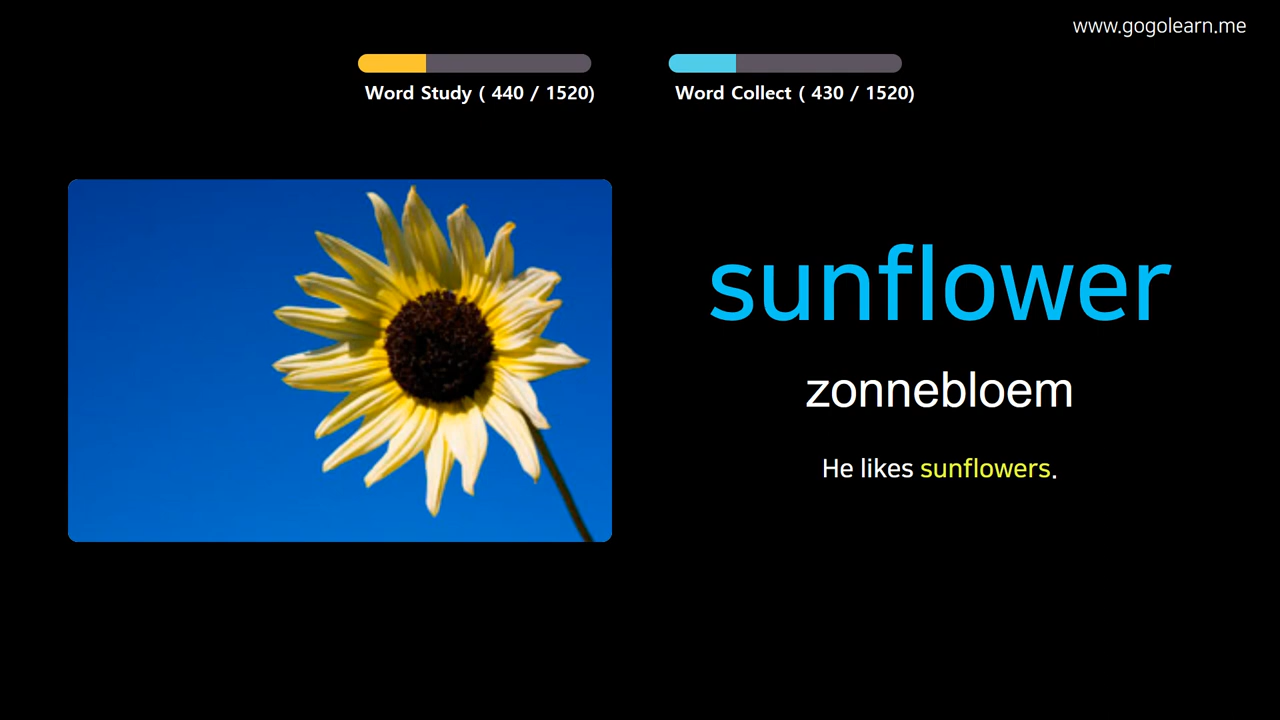 www.gogolearn.me
Word Study ( 440 / 1520)
Word Collect ( 430 / 1520)
sunflower
zonnebloem
He likes sunflowers.